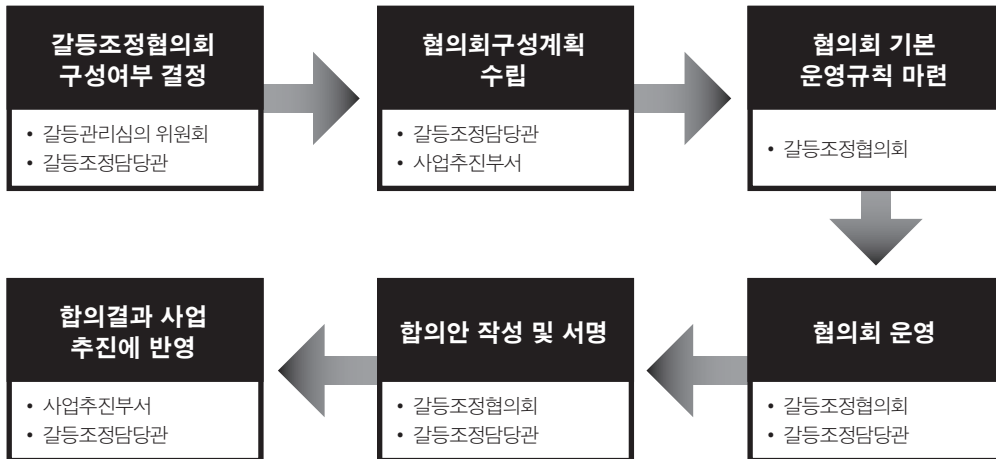 갈등조정협의회
구성여부 결정
• 갈등관리심의 위원회
• 갈등조정담당관
협의회구성계획
수립
• 갈등조정담당관
• 사업추진부서
협의회 기본
운영규칙 마련
• 갈등조정협의회
협의회 운영
• 갈등조정협의회
• 갈등조정담당관
합의안 작성 및 서명
• 갈등조정협의회
• 갈등조정담당관
합의결과 사업
추진에 반영
• 사업추진부서
• 갈등조정담당관